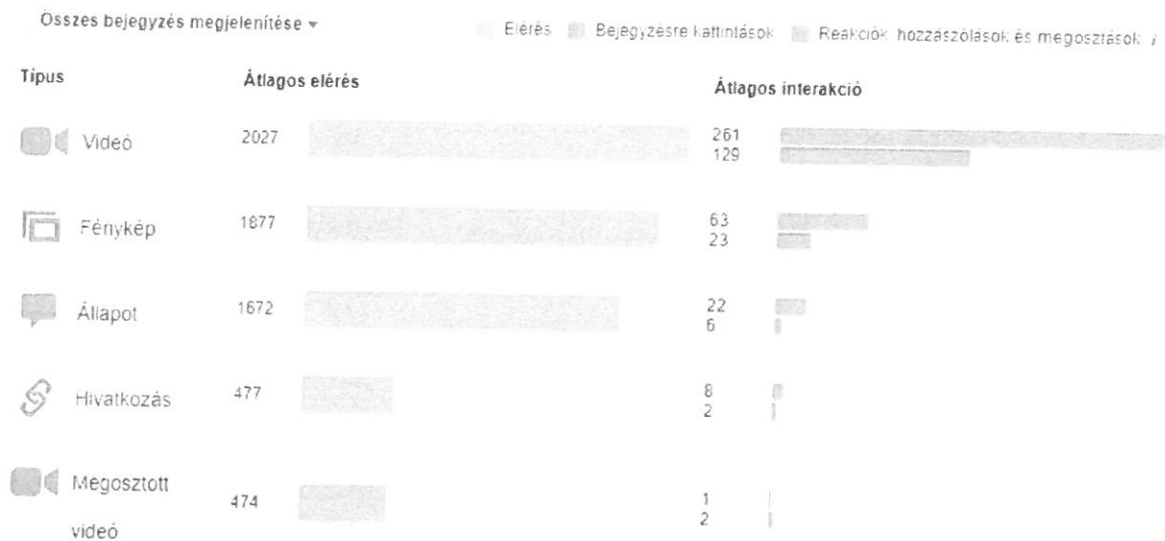 Összes bejegyzés megjelenítése
Elérés Bejegyzésre kattintások Reakciók, hozzászólások és megosztások i
Típus Átlagos elérés Átlagos interakció
Videó 2027 261
129
Fénykép 1877 63
23
Állapot 1672 22
6
Hivatkozás 477 8
2
Megosztott
videó 474 1
2